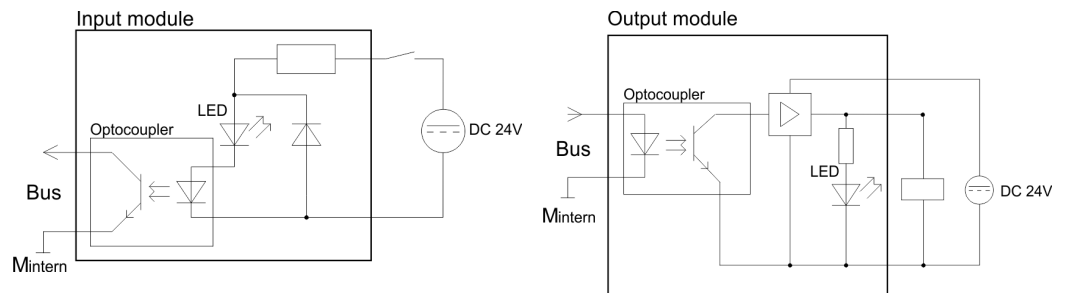 Input module
LED
Optocoupler
DC 24V
Bus
Mintern
Output module
Optocoupler
Bus
LED
DC 24V
Mintern